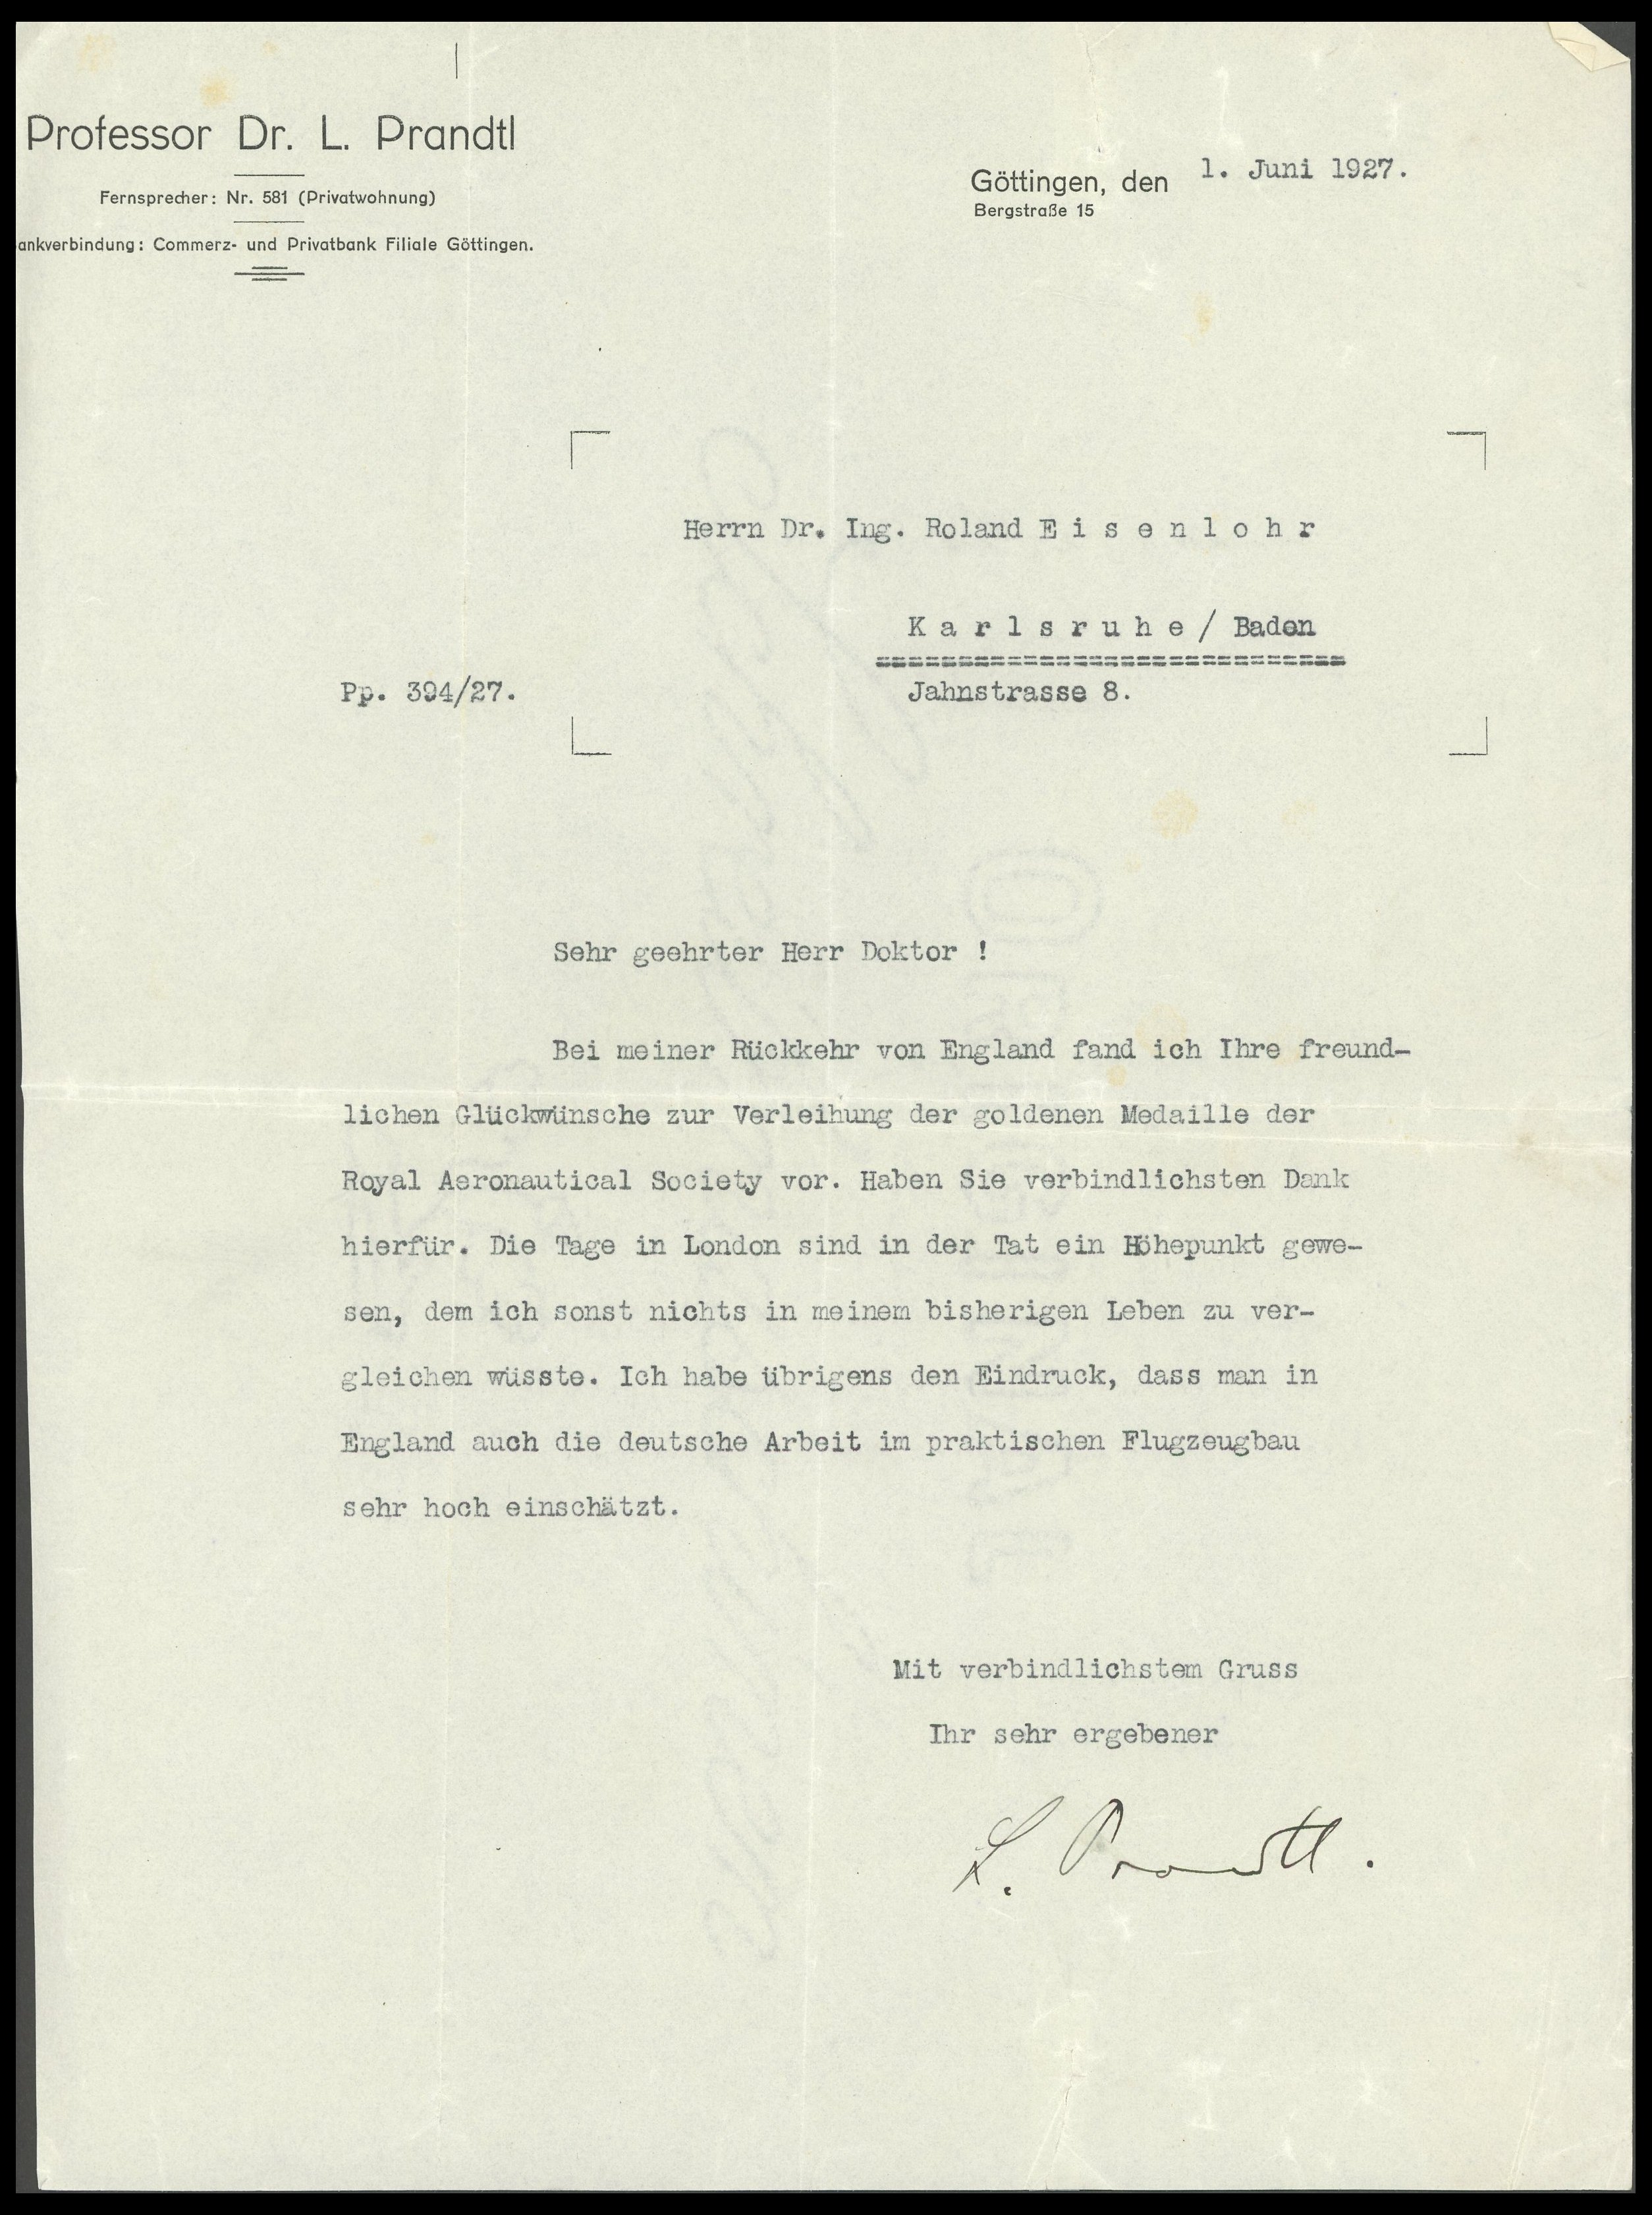 Professor Dr. L. Prandtl
Fernsprecher: Nr. 581 (Privatwohnung)
ankverbindung: Commerz- und Privatbank Filiale Göttingen.
Göttingen, den 1. Juni 1927.
Bergstraße 15
Herrn Dr. Ing. Roland E i s e n l o h r
K a r l s r u h e / Baden
Pp. 394/27. Jahnstrasse 8.
Sehr geehrter Herr Doktor !
Bei meiner Rückkehr von England fand ich Ihre freund-
lichen Glückwünsche zur Verleihung der goldenen Medaille der
Royal Aeronautical Society vor. Haben Sie verbindlichsten Dank
hierfür. Die Tage in London sind in der Tat ein Höhepunkt gewe-
sen, dem ich sonst nichts in meinem bisherigen Leben zu ver-
gleichen wüsste. Ich habe übrigens den Eindruck, dass man in
England auch die deutsche Arbeit im praktischen Flugzeugbau
sehr hoch einschätzt.
Mit verbindlichstem Gruss
Ihr sehr ergebener
L. Prandtl.